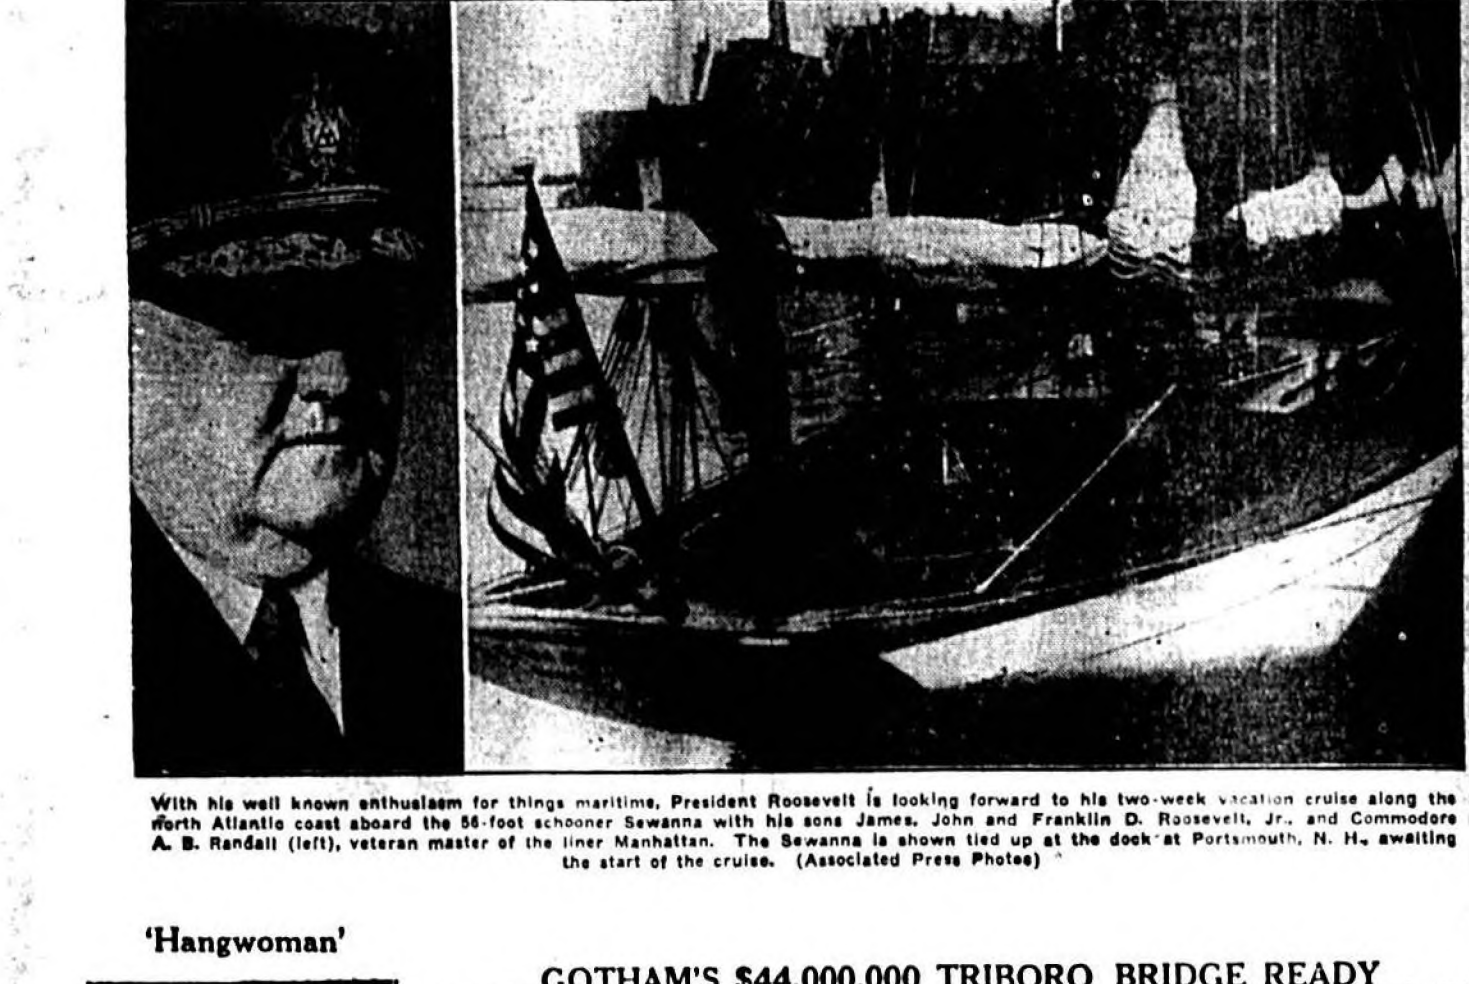 With his well known enthusiasm for things maritime, President Roosevelt is looking forward to his two-week vacation cruise along the
north Atlantic coast aboard the 56-foot schooner Sewanna with his sons James, John and Franklin D. Roosevelt, Jr., and Commodore
A. B. Randall (left), veteran master of the liner Manhattan. The Sewanna is shown tied up at the dock at Portsmouth, N. H., awaiting
the start of the cruise. (Associated Press Photos)
'Hangwoman'
GOTHAM'S $44,000,000 TRIBORO BRIDGE READY